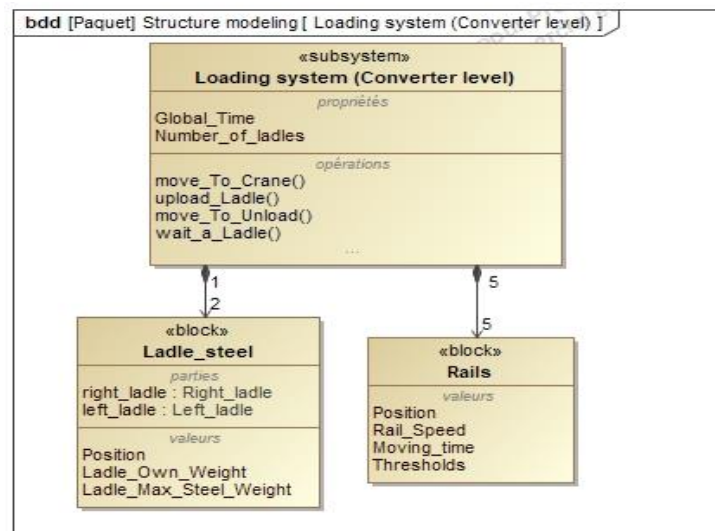 bdd [Paquet] Structure modeling [ Loading system (Converter level) ]
«subsystem»
Loading system (Converter level)
propriétés
Global_Time
Number_of_ladles
opérations
move_To_Crane()
upload_Ladle()
move_To_Unload()
wait_a_Ladle()
...
1
2
5
5
«block»
Ladle_steel
parties
right_ladle : Right_ladle
left_ladle : Left_ladle
valeurs
Position
Ladle_Own_Weight
Ladle_Max_Steel_Weight
«block»
Rails
valeurs
Position
Rail_Speed
Moving_time
Thresholds